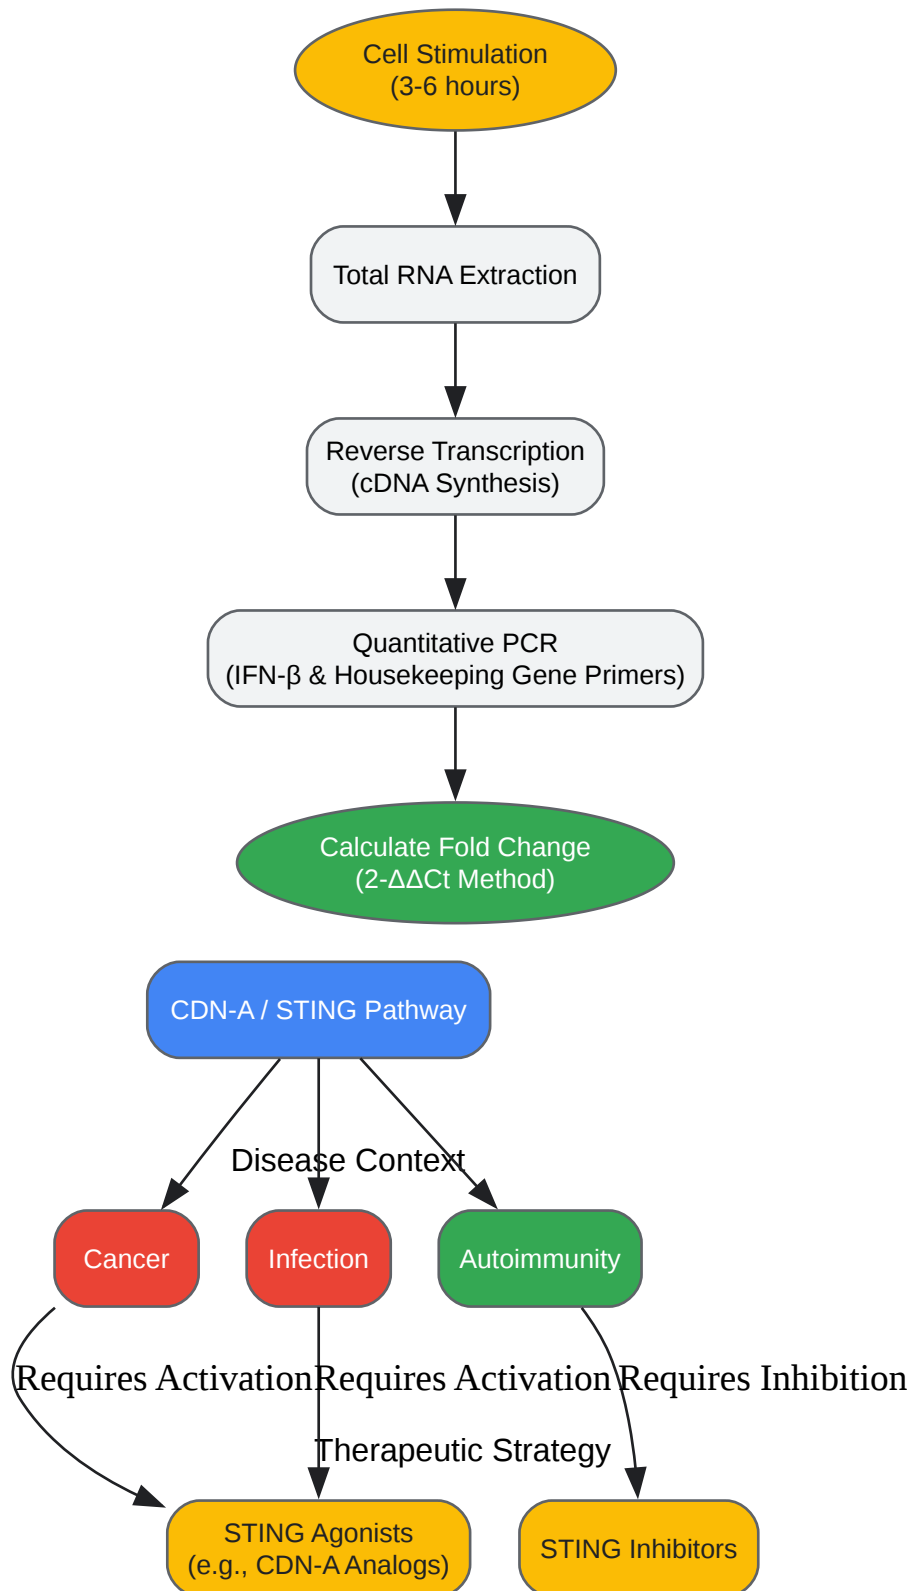 Cell Stimulation
(3-6 hours)
Total RNA Extraction
Reverse Transcription
(cDNA Synthesis)
Quantitative PCR
(IFN-β & Housekeeping Gene Primers)
Calculate Fold Change
(2-ΔΔCt Method)
CDN-A / STING Pathway
Disease Context
Cancer
Infection
Autoimmunity
Requires Activation
Requires Activation
Requires Inhibition
Therapeutic Strategy
STING Agonists
(e.g., CDN-A Analogs)
STING Inhibitors